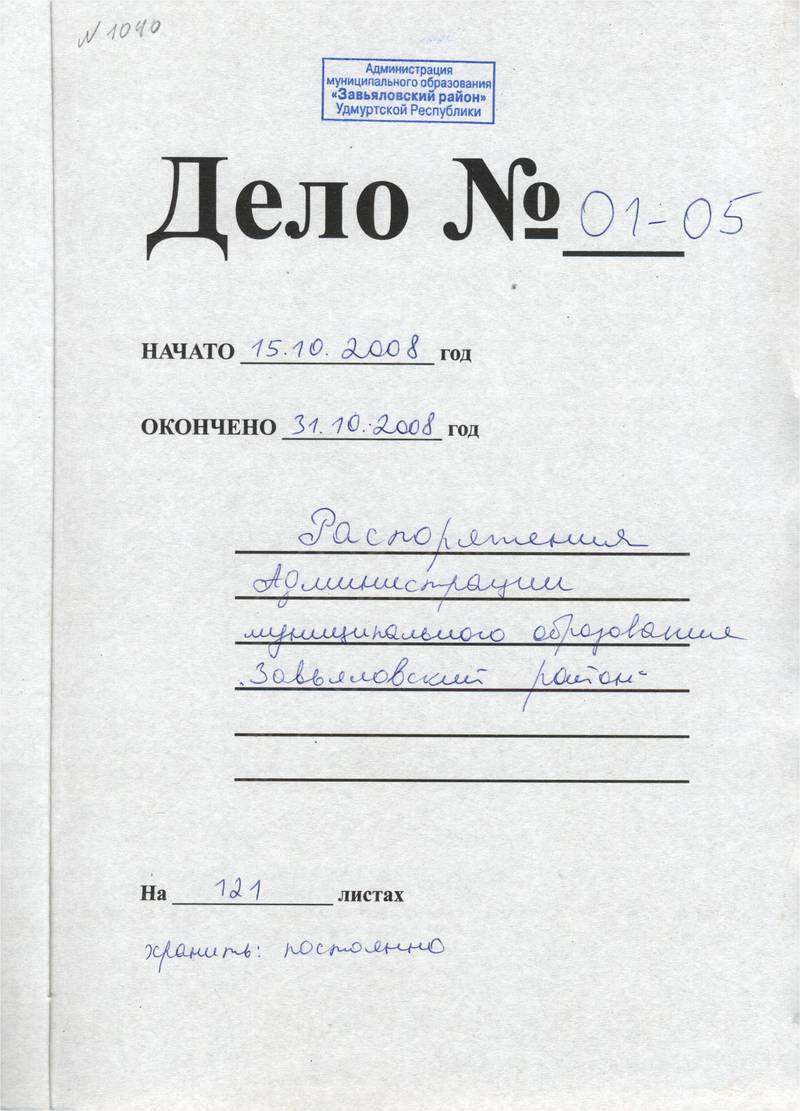 N 1040
Администрация
муниципального образования
«Завьяловский район»
Удмуртской Республики
Дело № 01-05
НАЧАТО 15.10.2008 год
ОКОНЧЕНО 31.10.2008 год
Распоряжения
Администрации
муниципального образования
"Завьяловский район"
На 121 листах
хранить: постоянно